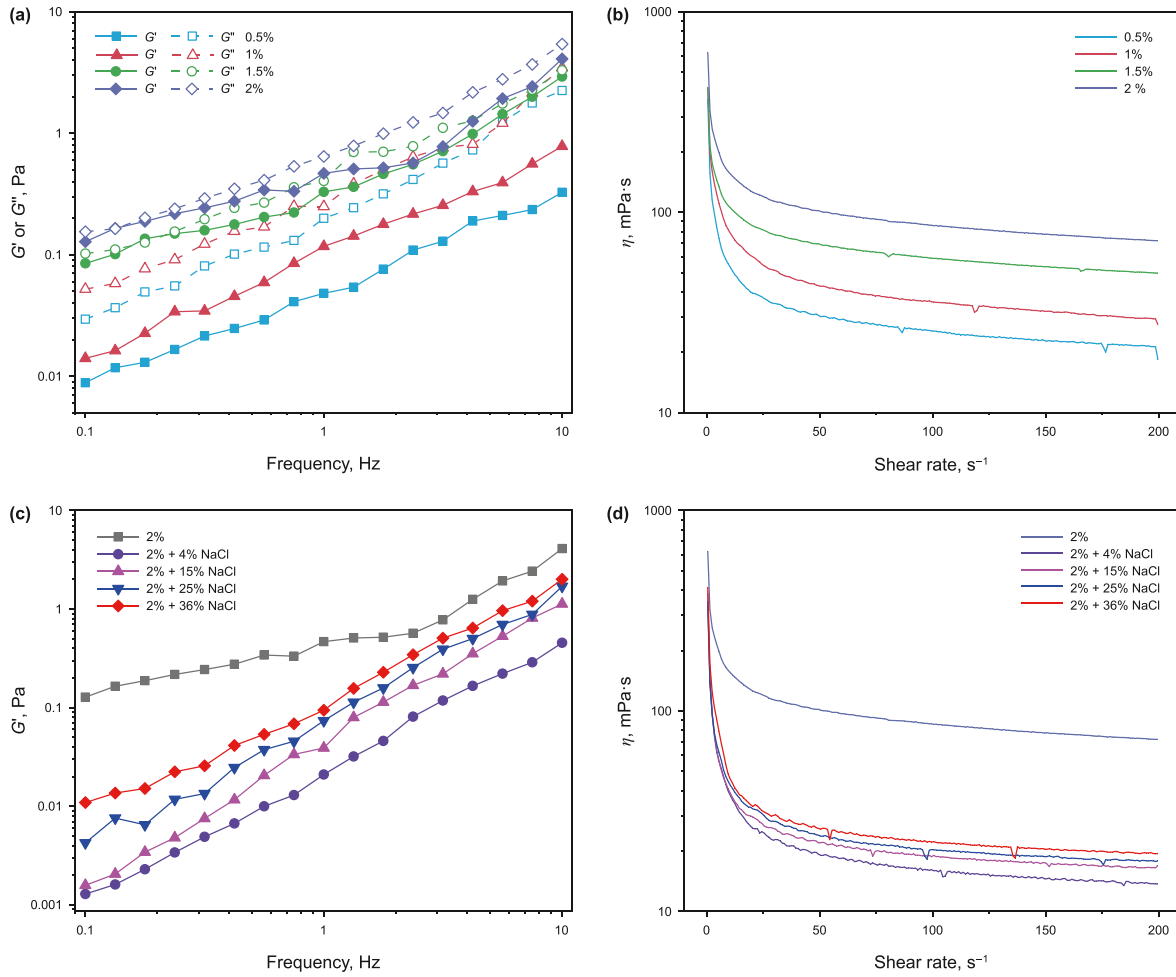 (a)
G' G" 0.5%
G' G" 1%
G' G" 1.5%
G' G" 2%
10
1
0.1
0.01
G' or G", Pa
0.1 1 10
Frequency, Hz
(b)
0.5%
1%
1.5%
2 %
1000
100
10
η, mPa·s
0 50 100 150 200
Shear rate, s⁻¹
(c)
2%
2% + 4% NaCl
2% + 15% NaCl
2% + 25% NaCl
2% + 36% NaCl
10
1
0.1
0.01
0.001
G', Pa
0.1 1 10
Frequency, Hz
(d)
2%
2% + 4% NaCl
2% + 15% NaCl
2% + 25% NaCl
2% + 36% NaCl
1000
100
10
η, mPa·s
0 50 100 150 200
Shear rate, s⁻¹